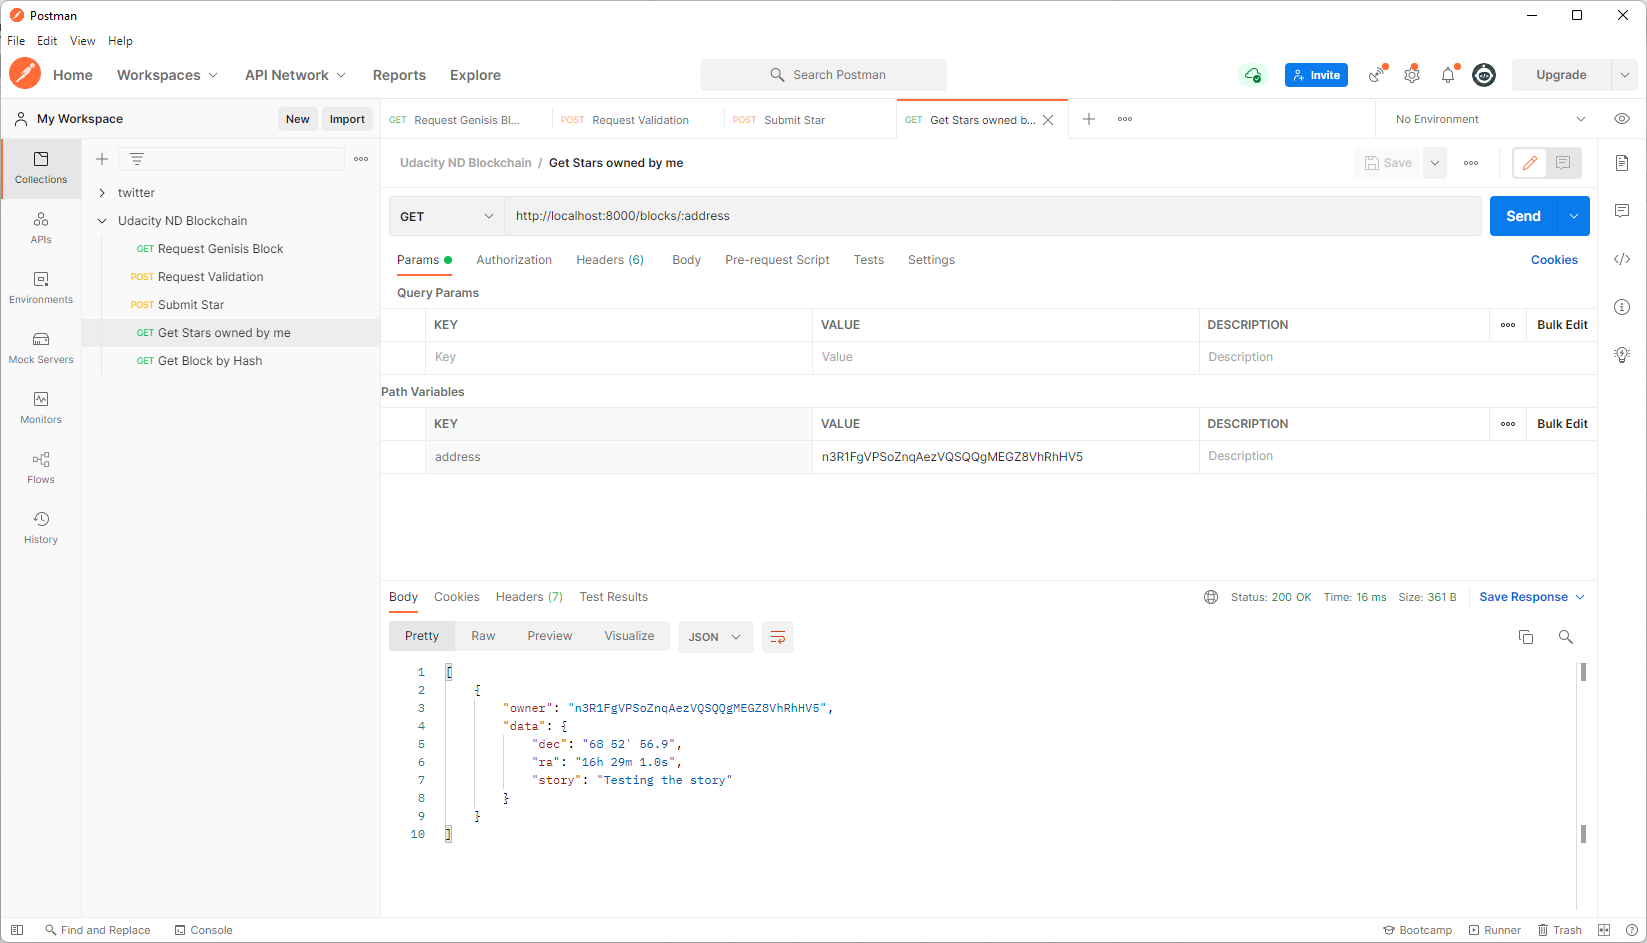 Postman
File Edit View Help
Home Workspaces API Network Reports Explore Search Postman Invite Upgrade
My Workspace New Import GET Request Genisis Bl... POST Request Validation POST Submit Star GET Get Stars owned b... No Environment
Udacity ND Blockchain / Get Stars owned by me Save
Collections
APIs
Environments
Mock Servers
Monitors
Flows
History
twitter
Udacity ND Blockchain
GET Request Genisis Block
POST Request Validation
POST Submit Star
GET Get Stars owned by me
GET Get Block by Hash
GET http://localhost:8000/blocks/:address Send
Params Authorization Headers (6) Body Pre-request Script Tests Settings Cookies
Query Params
KEY VALUE DESCRIPTION Bulk Edit
Key Value Description
Path Variables
KEY VALUE DESCRIPTION Bulk Edit
address n3R1FgVPSoZnqAezVQSQQgMEGZ8VhRhHV5 Description
Body Cookies Headers (7) Test Results Status: 200 OK Time: 16 ms Size: 361 B Save Response
Pretty Raw Preview Visualize JSON
1 [
2 {
3 "owner": "n3R1FgVPSoZnqAezVQSQQgMEGZ8VhRhHV5",
4 "data": {
5 "dec": "68 52' 56.9",
6 "ra": "16h 29m 1.0s",
7 "story": "Testing the story"
8 }
9 }
10 ]
Find and Replace Console Bootcamp Runner Trash